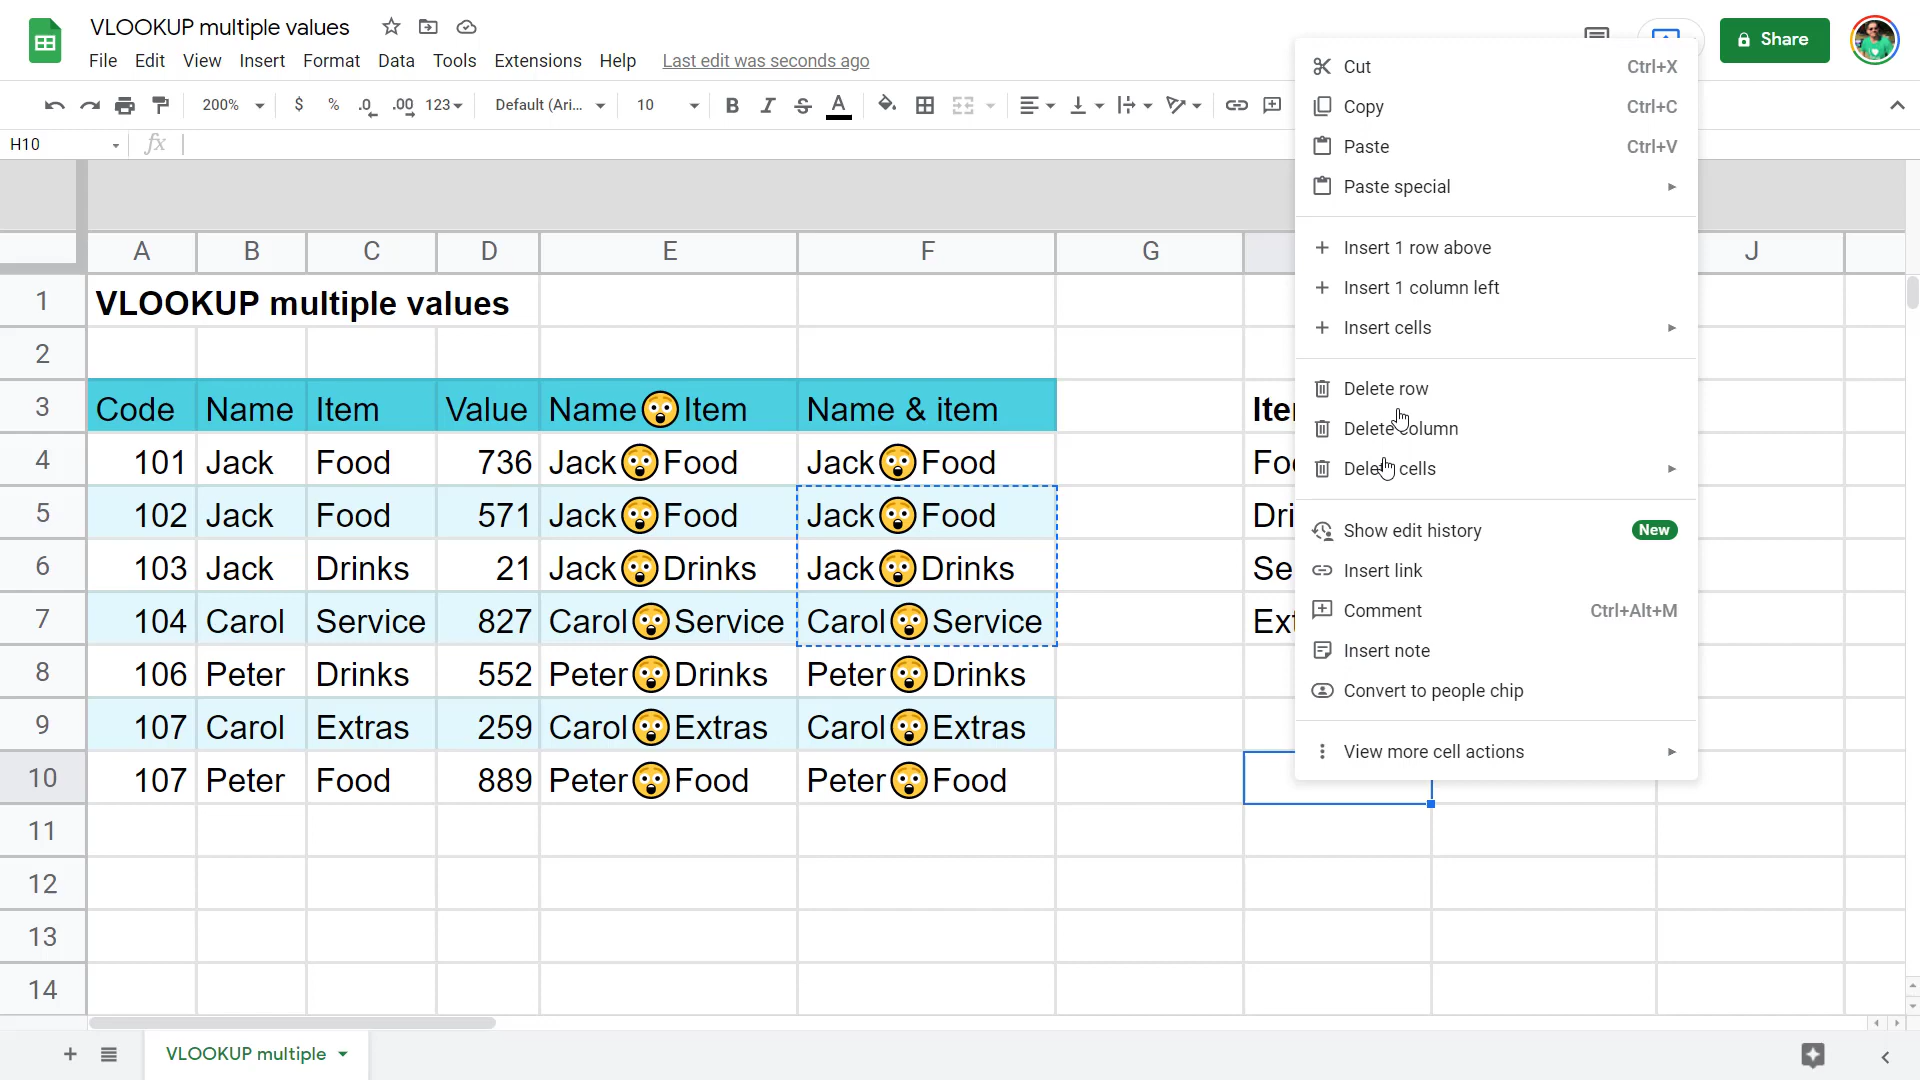 VLOOKUP multiple values
File Edit View Insert Format Data Tools Extensions Help Last edit was seconds ago
Share
200% $ % .0 .00 123 Default (Ari... 10 B I S A
H10 fx
A B C D E F G J
1 VLOOKUP multiple values
2
3 Code Name Item Value Name😲Item Name & item
4 101 Jack Food 736 Jack😲Food Jack😲Food
5 102 Jack Food 571 Jack😲Food Jack😲Food
6 103 Jack Drinks 21 Jack😲Drinks Jack😲Drinks
7 104 Carol Service 827 Carol😲Service Carol😲Service
8 106 Peter Drinks 552 Peter😲Drinks Peter😲Drinks
9 107 Carol Extras 259 Carol😲Extras Carol😲Extras
10 107 Peter Food 889 Peter😲Food Peter😲Food
11
12
13
14
Cut Ctrl+X
Copy Ctrl+C
Paste Ctrl+V
Paste special
Insert 1 row above
Insert 1 column left
Insert cells
Delete row
Delete column
Delete cells
Show edit history New
Insert link
Comment Ctrl+Alt+M
Insert note
Convert to people chip
View more cell actions
VLOOKUP multiple